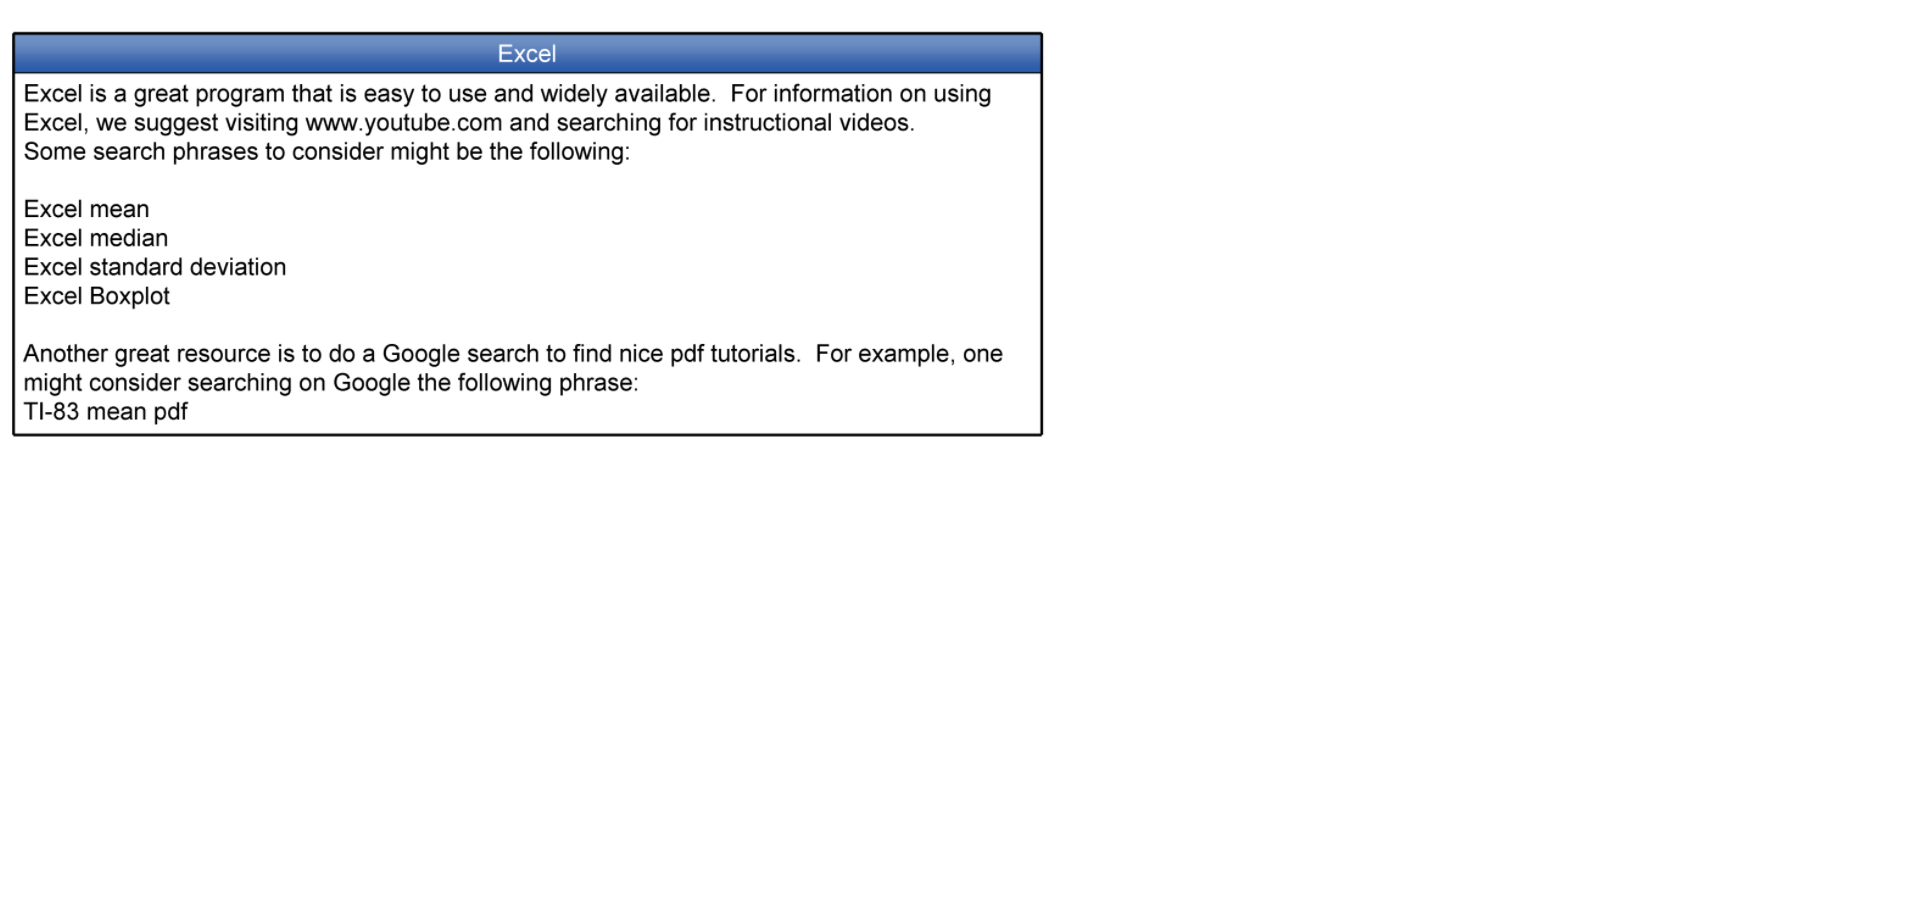 Excel
Excel is a great program that is easy to use and widely available.  For information on using
Excel, we suggest visiting www.youtube.com and searching for instructional videos.
Some search phrases to consider might be the following:
Excel mean
Excel median
Excel standard deviation
Excel Boxplot
Another great resource is to do a Google search to find nice pdf tutorials.  For example, one
might consider searching on Google the following phrase:
TI-83 mean pdf